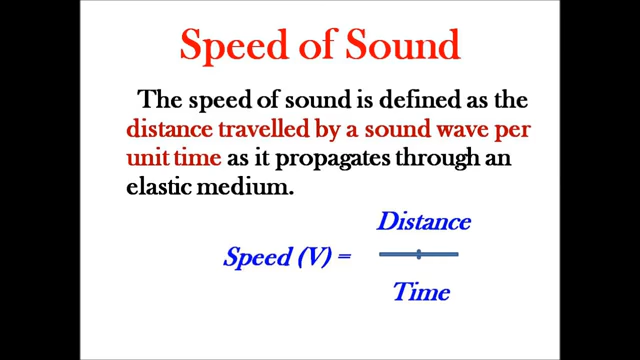 Speed of Sound
The speed of sound is defined as the
distance travelled by a sound wave per
unit time as it propagates through an
elastic medium.
Distance
Speed (V) =
Time